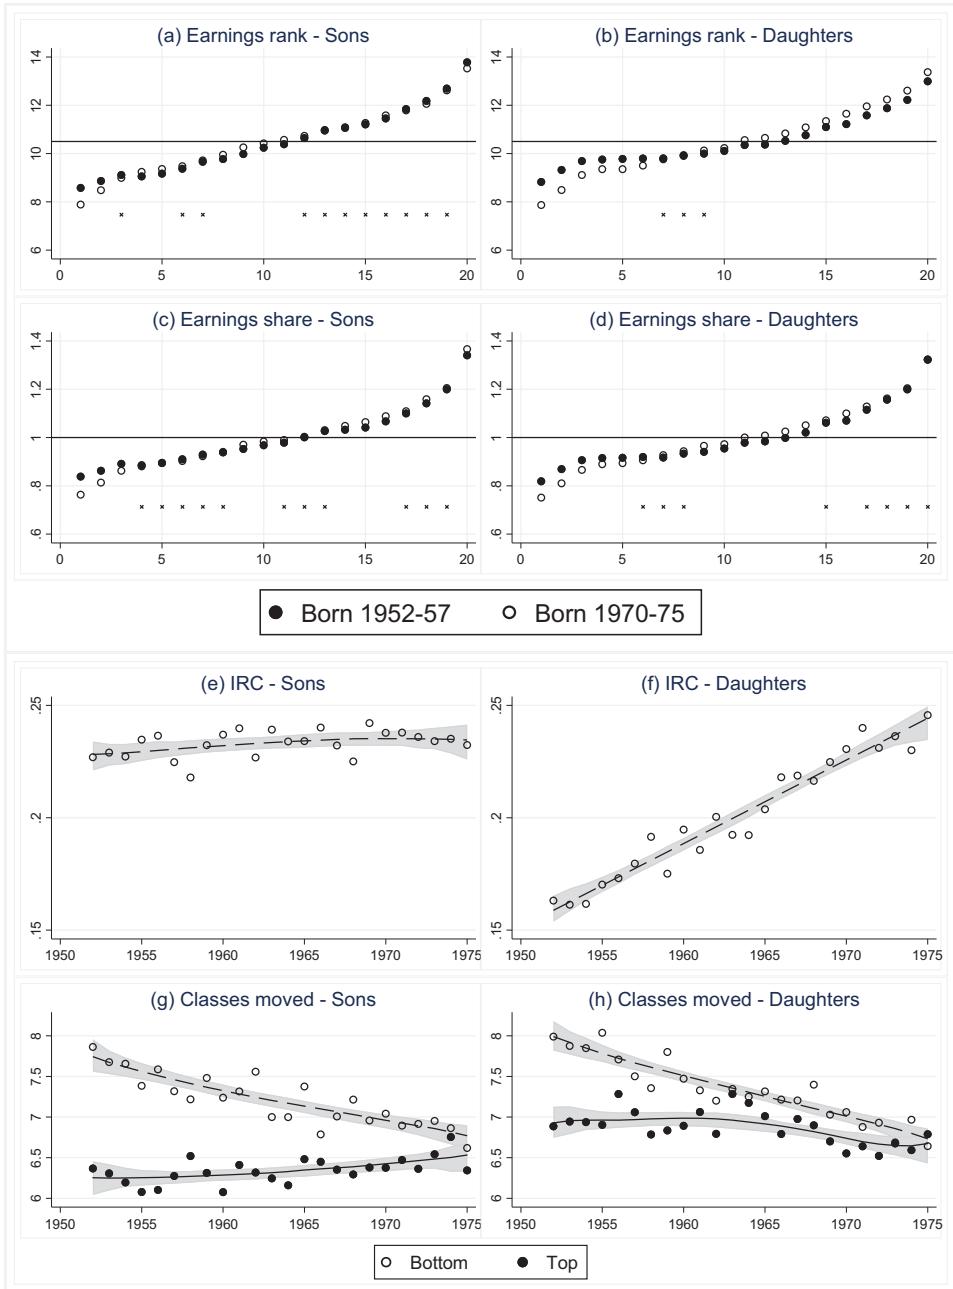 (a) Earnings rank - Sons
14
12
10
8
6
0 5 10 15 20
(b) Earnings rank - Daughters
14
12
10
8
6
0 5 10 15 20
(c) Earnings share - Sons
1.4
1.2
1
.8
.6
0 5 10 15 20
(d) Earnings share - Daughters
1.4
1.2
1
.8
.6
0 5 10 15 20
Born 1952-57 Born 1970-75
(e) IRC - Sons
.25
.2
.15
1950 1955 1960 1965 1970 1975
(f) IRC - Daughters
.25
.2
.15
1950 1955 1960 1965 1970 1975
(g) Classes moved - Sons
8
7.5
7
6.5
6
1950 1955 1960 1965 1970 1975
(h) Classes moved - Daughters
8
7.5
7
6.5
6
1950 1955 1960 1965 1970 1975
Bottom Top